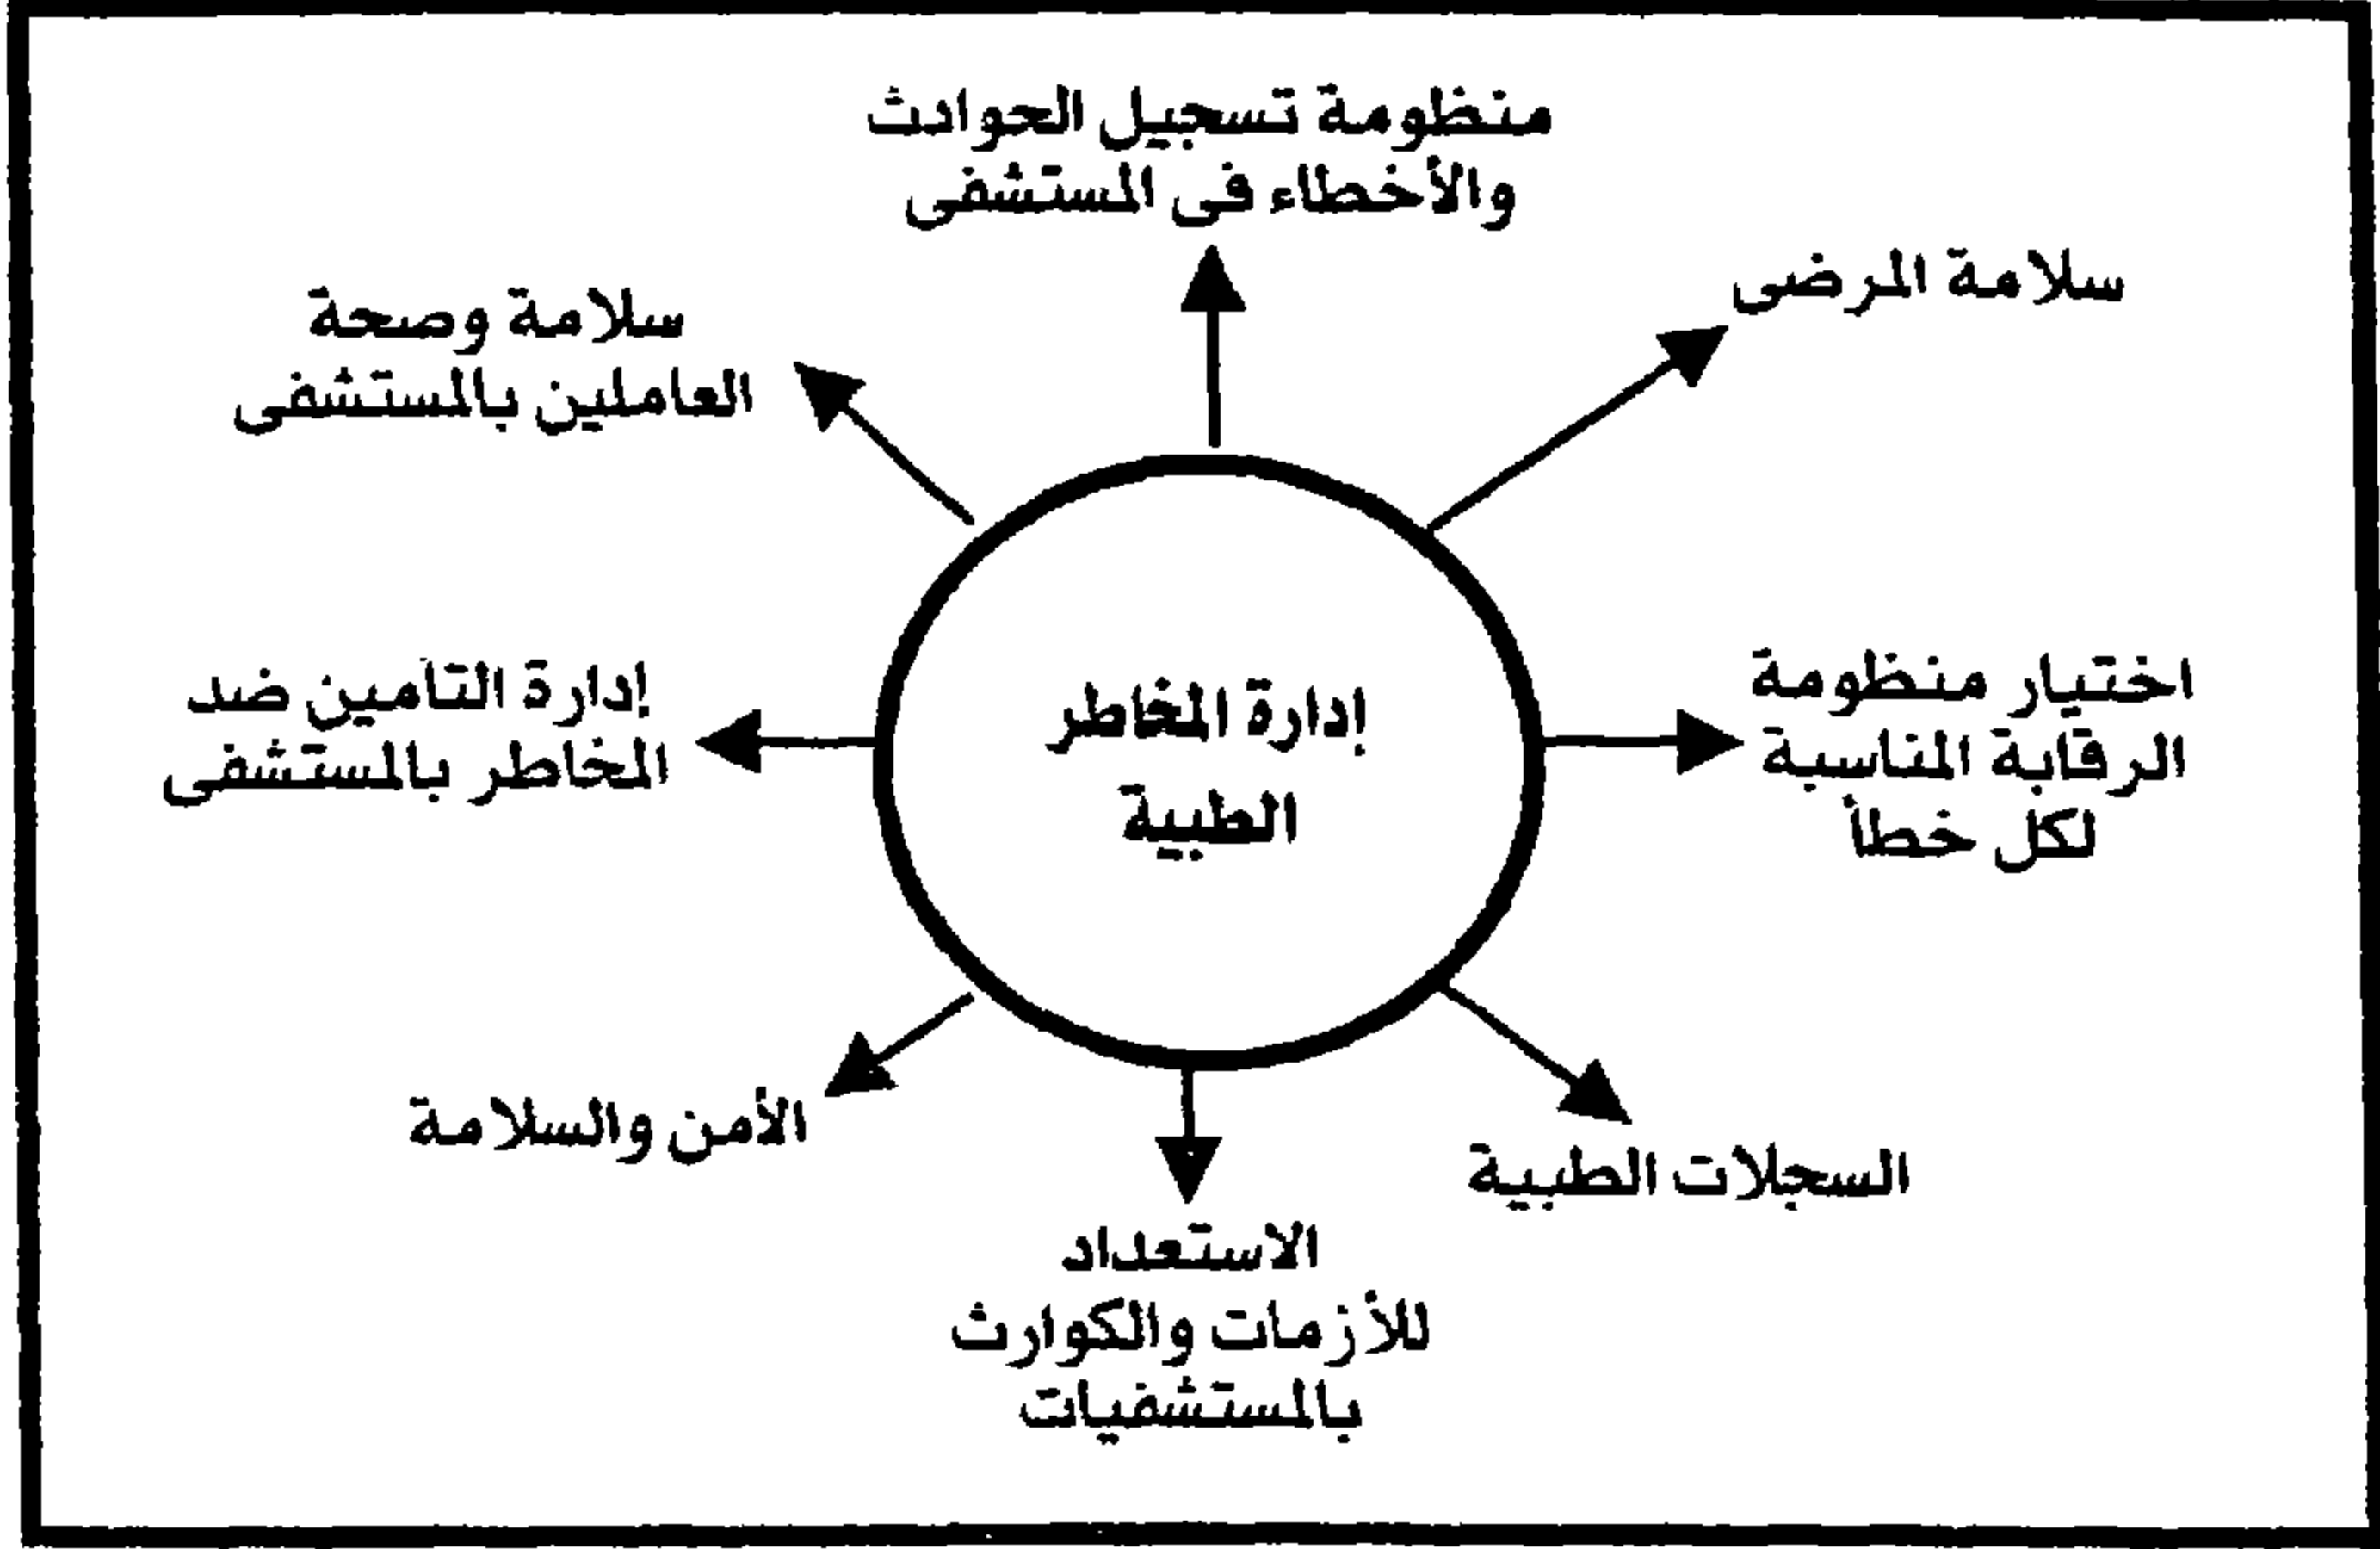 منظومة تسجيل الحوادث
والأخطاء فى المستشفى
سلامة المرضى
سلامة وصحة
العاملين بالمستشفى
اختيار منظومة
الرقابة المناسبة
لكل خطأ
إدارة المخاطر
الطبية
إدارة التأمين ضد
المخاطر بالمستشفى
السجلات الطبية
الأمن والسلامة
الاستعداد
للأزمات والكوارث
بالمستشفيات